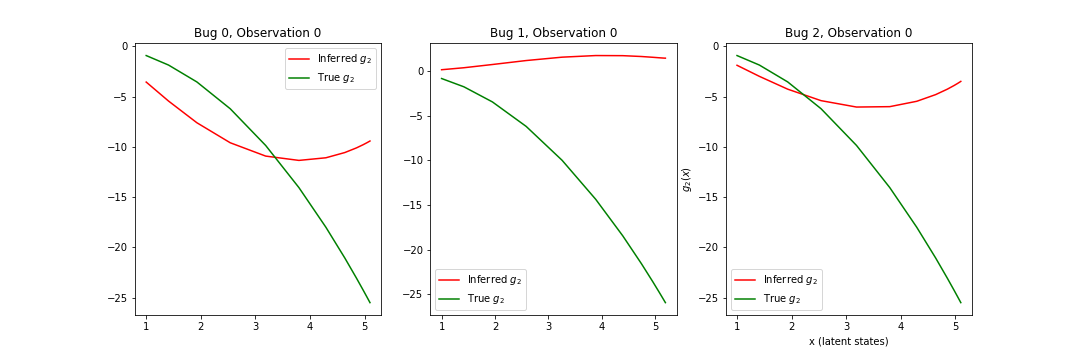 Bug 0, Observation 0
0
−5
−10
−15
−20
−25
1 2 3 4 5
Inferred g₂
True g₂
Bug 1, Observation 0
0
−5
−10
−15
−20
−25
1 2 3 4 5
Inferred g₂
True g₂
Bug 2, Observation 0
g₂(x)
0
−5
−10
−15
−20
−25
1 2 3 4 5
x (latent states)
Inferred g₂
True g₂